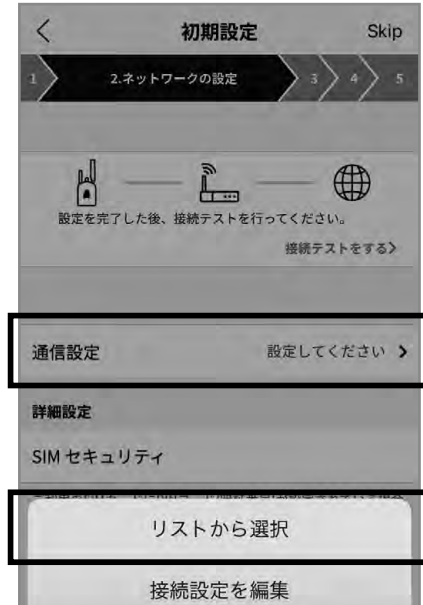 初期設定
Skip
1
2.ネットワークの設定
3
4
5
設定を完了した後、接続テストを行ってください。
接続テストをする>
通信設定
設定してください >
詳細設定
SIM セキュリティ
リストから選択
接続設定を編集